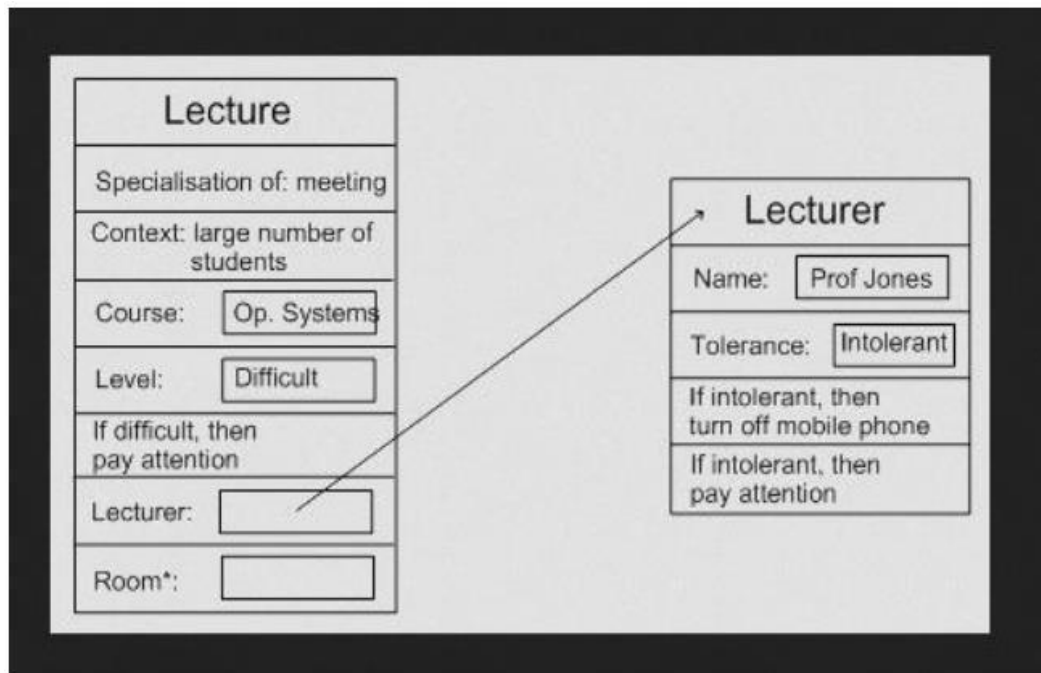 Lecture
Specialisation of: meeting
Context: large number of
students
Course: Op. Systems
Level: Difficult
If difficult, then
pay attention
Lecturer:
Room*:
Lecturer
Name: Prof Jones
Tolerance: Intolerant
If intolerant, then
turn off mobile phone
If intolerant, then
pay attention